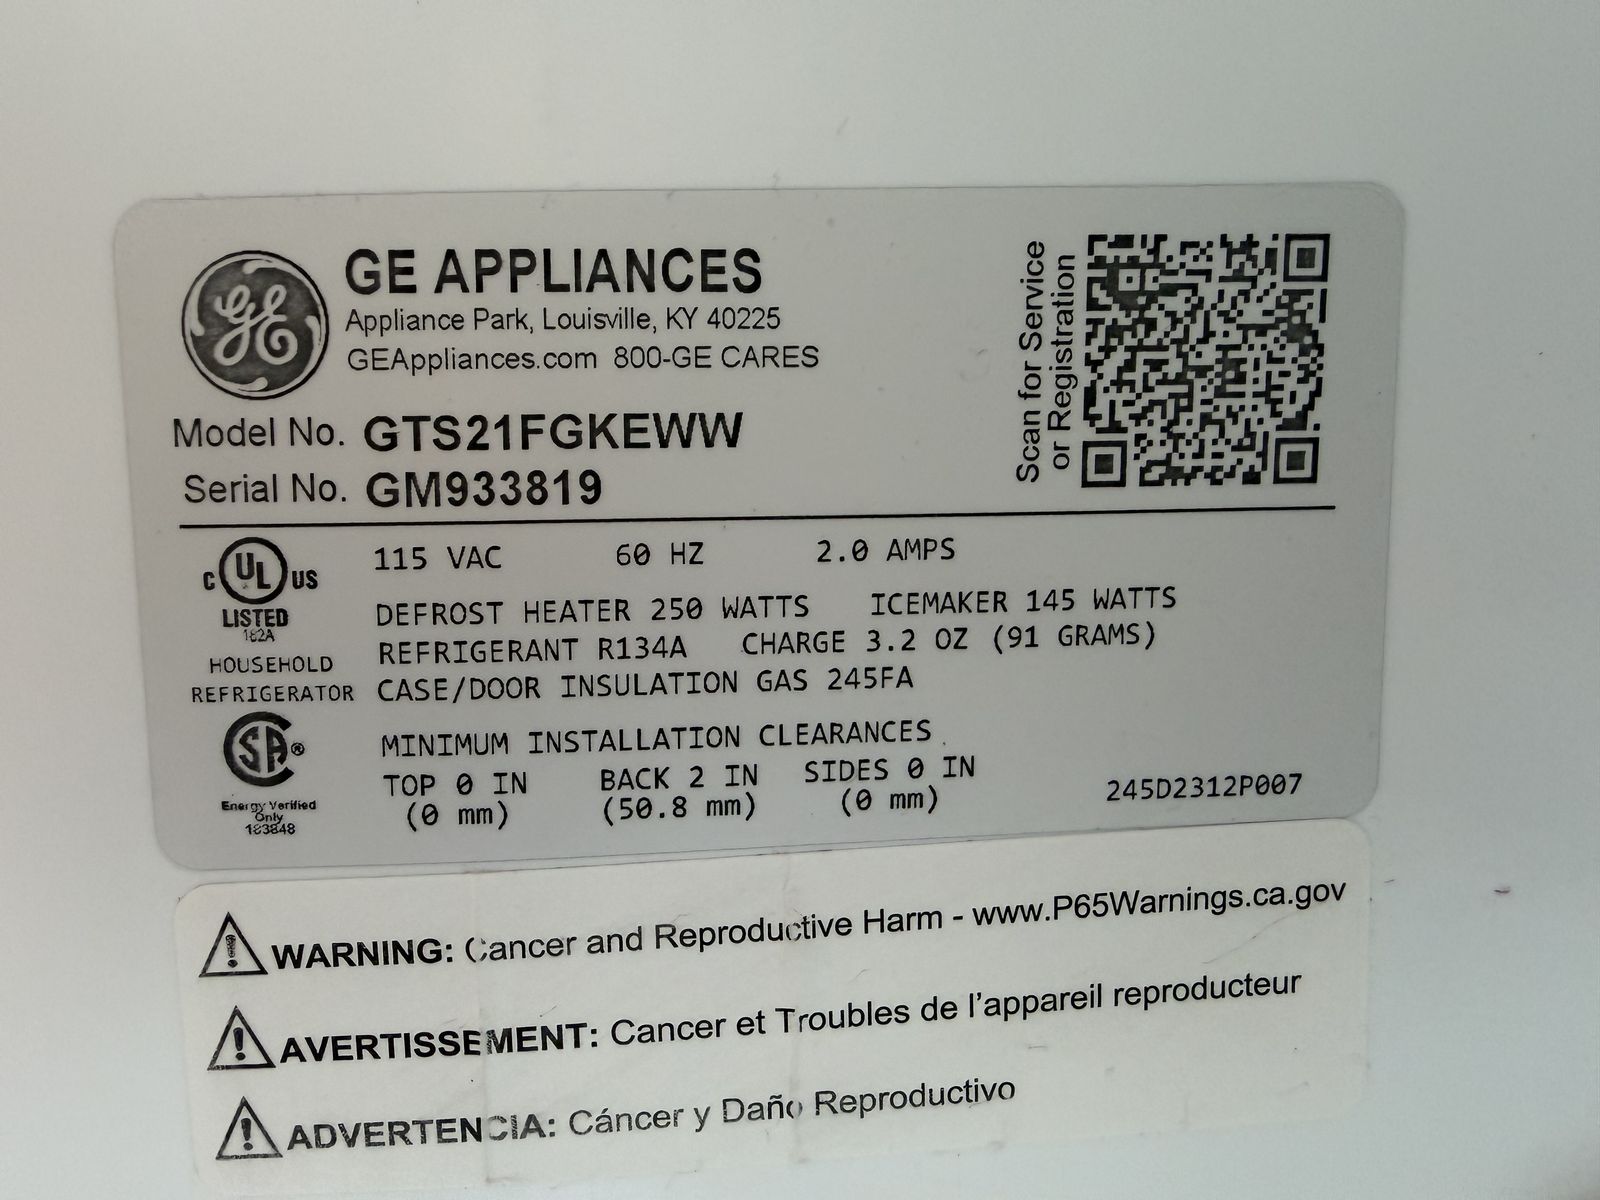 GE
GE APPLIANCES
Appliance Park, Louisville, KY 40225
GEAppliances.com 800-GE CARES
Scan for Service
or Registration
Model No. GTS21FGKEWW
Serial No. GM933819
C UL US
LISTED
182A
HOUSEHOLD
REFRIGERATOR
115 VAC 60 HZ 2.0 AMPS
DEFROST HEATER 250 WATTS ICEMAKER 145 WATTS
REFRIGERANT R134A CHARGE 3.2 OZ (91 GRAMS)
CASE/DOOR INSULATION GAS 245FA
SA®
Energy Verified
Only
183848
MINIMUM INSTALLATION CLEARANCES
TOP 0 IN BACK 2 IN SIDES 0 IN
(0 mm) (50.8 mm) (0 mm)
245D2312P007
WARNING: Cancer and Reproductive Harm - www.P65Warnings.ca.gov
AVERTISSEMENT: Cancer et Troubles de l'appareil reproducteur
ADVERTENCIA: Cáncer y Daño Reproductivo